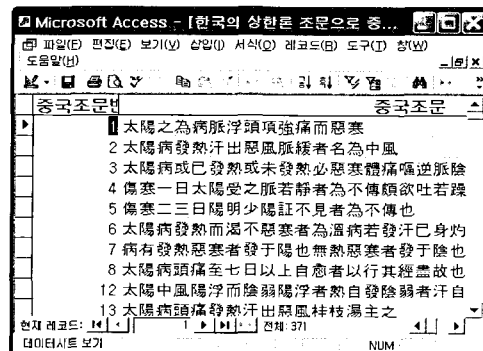 Microsoft Access - [한국의 상한론 조문으로 중...
파일(F) 편집(E) 보기(V) 삽입(I) 서식(O) 레코드(R) 도구(T) 창(W)
도움말(H)
중국조문번 중국조문
1 太陽之為病脈浮頭項強痛而惡寒
2 太陽病發熱汗出惡風脈緩者名為中風
3 太陽病或已發熱或未發熱必惡寒體痛嘔逆脈陰
4 傷寒一日太陽受之脈若靜者為不傳頗欲吐若躁
5 傷寒二三日陽明少陽証不見者為不傳也
6 太陽病發熱而渴不惡寒者為溫病若發汗已身灼
7 病有發熱惡寒者發于陽也無熱惡寒者發于陰也
8 太陽病頭痛至七日以上自愈者以行其經盡故也
12 太陽中風陽浮而陰弱陽浮者熱自發陰弱者汗自
13 太陽病頭痛發熱汗出惡風桂枝湯主之
현재 레코드: 1 전체: 371
데이터시트 보기 NUM